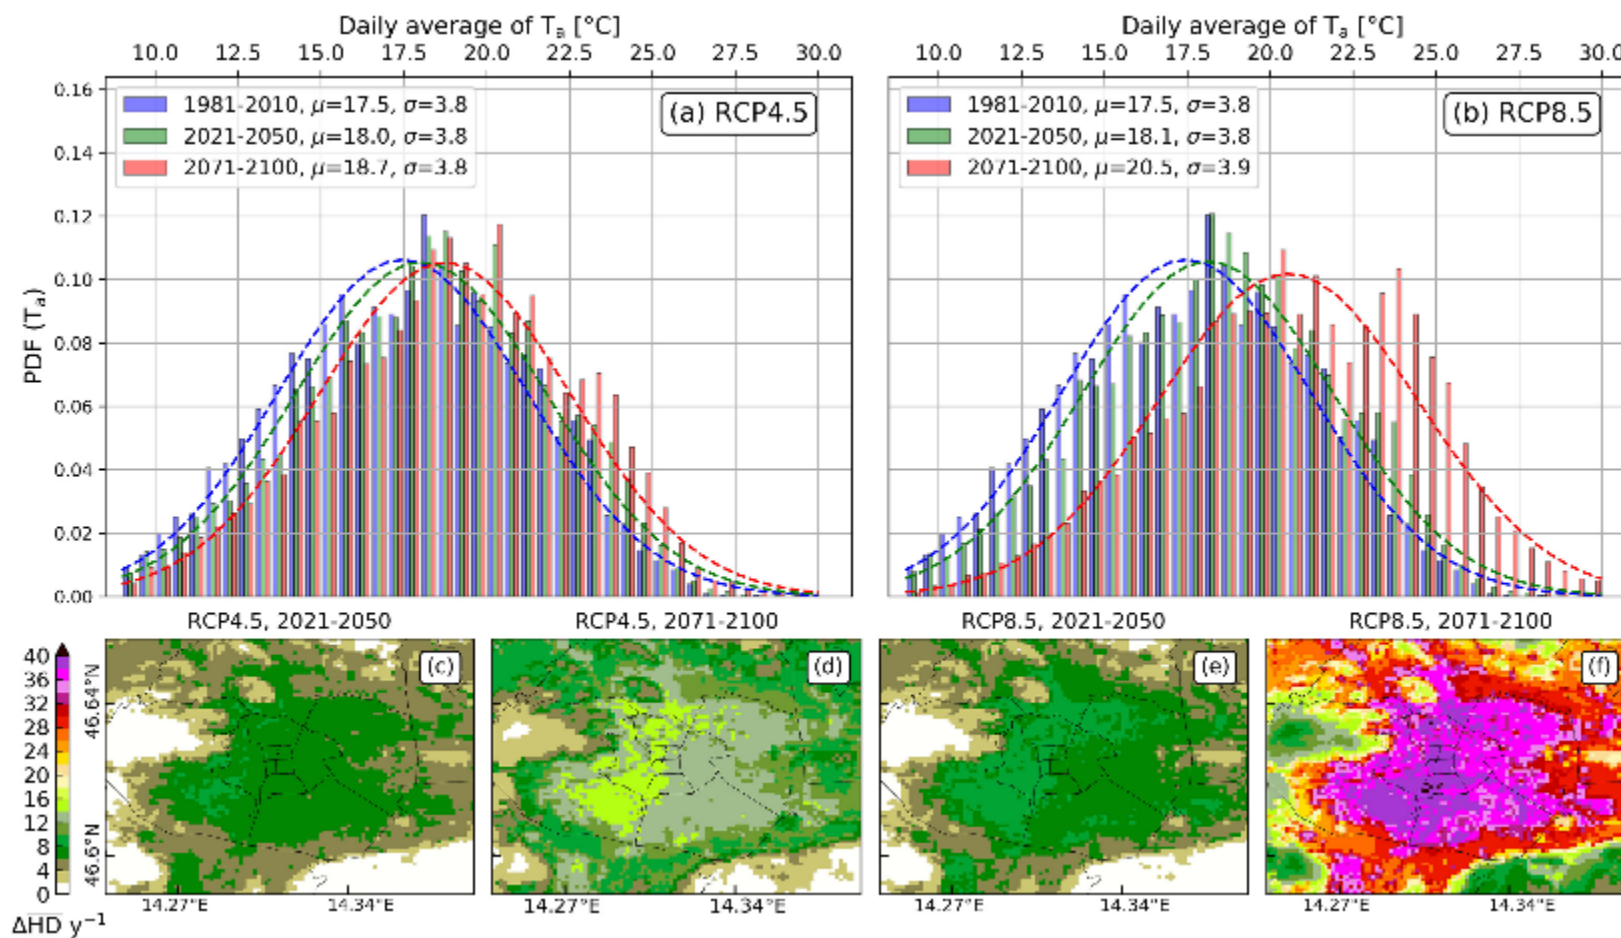 Daily average of Tₐ [°C]
10.0 12.5 15.0 17.5 20.0 22.5 25.0 27.5 30.0
0.16
0.14
0.12
0.10
0.08
0.06
0.04
0.02
0.00
PDF (Tₐ)
1981-2010, μ=17.5, σ=3.8
2021-2050, μ=18.0, σ=3.8
2071-2100, μ=18.7, σ=3.8
(a) RCP4.5
Daily average of Tₐ [°C]
10.0 12.5 15.0 17.5 20.0 22.5 25.0 27.5 30.0
1981-2010, μ=17.5, σ=3.8
2021-2050, μ=18.1, σ=3.8
2071-2100, μ=20.5, σ=3.9
(b) RCP8.5
RCP4.5, 2021-2050
RCP4.5, 2071-2100
RCP8.5, 2021-2050
RCP8.5, 2071-2100
40
36
32
28
24
20
16
12
8
4
0
ΔHD y⁻¹
46.64°N
46.6°N
(c)
(d)
(e)
(f)
14.27°E 14.34°E
14.27°E 14.34°E
14.27°E 14.34°E
14.27°E 14.34°E